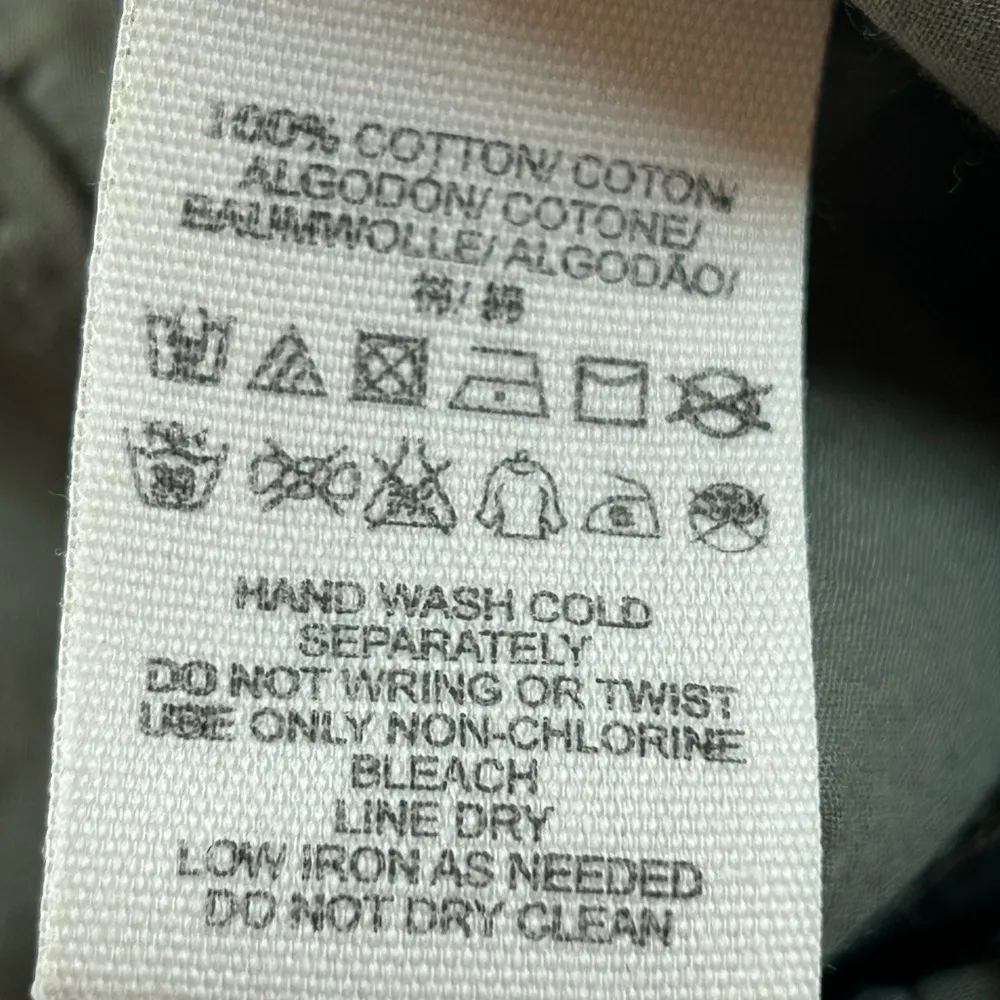 100% COTTON/ COTON/
ALGODÓN/ COTONE/
BAUMWOLLE/ ALGODÃO/
棉/ 綿
HAND WASH COLD
SEPARATELY
DO NOT WRING OR TWIST
USE ONLY NON-CHLORINE
BLEACH
LINE DRY
LOW IRON AS NEEDED
DO NOT DRY CLEAN